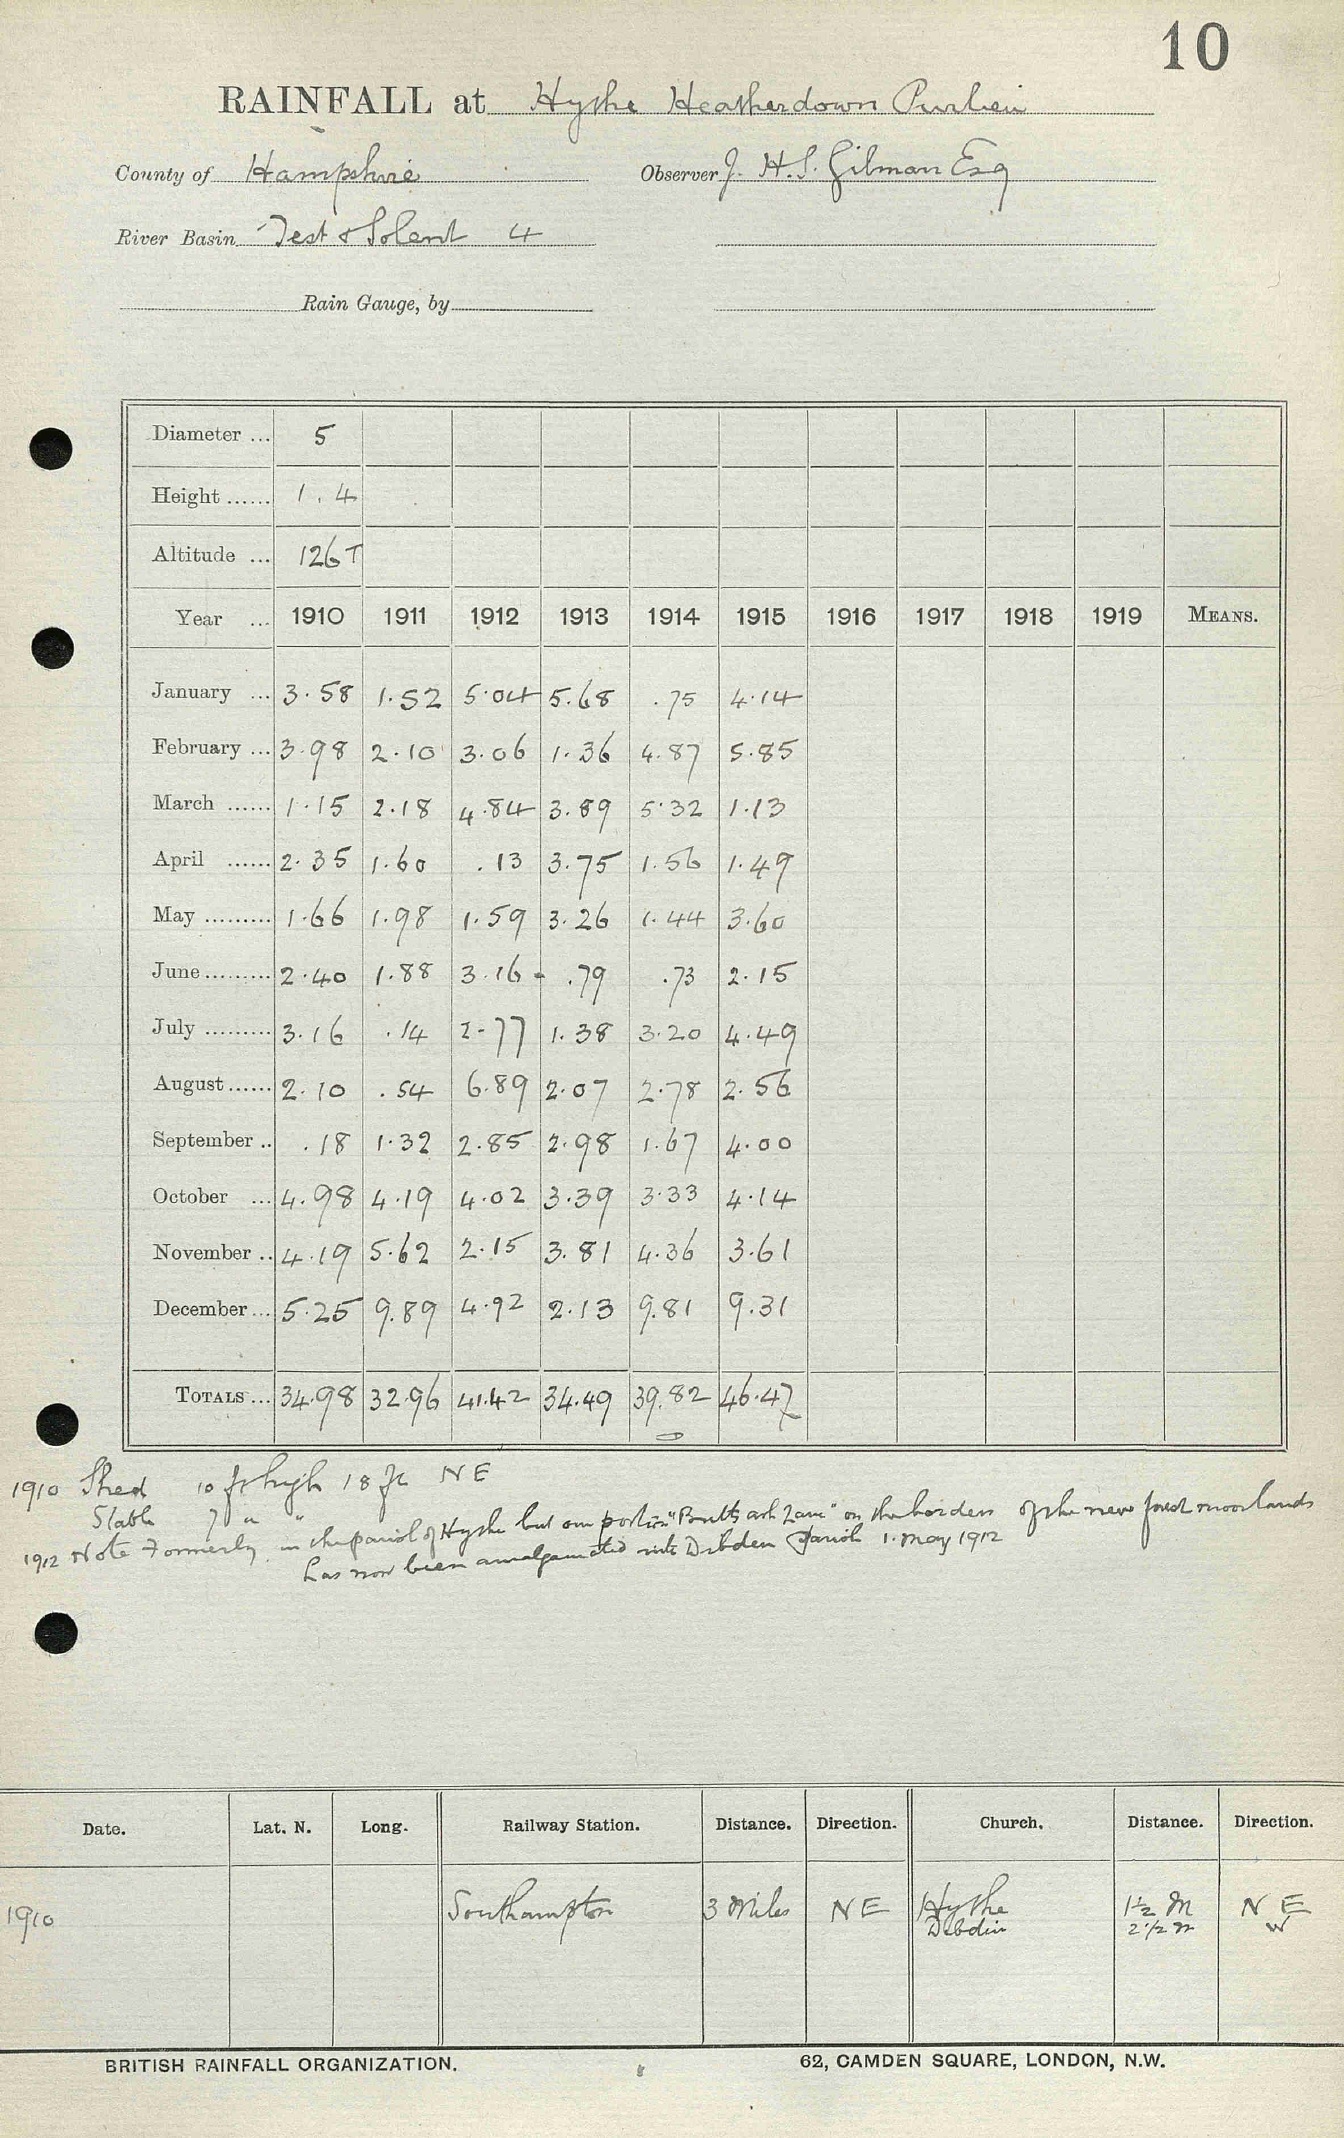 10
RAINFALL at Hythe Heatherdown Purlieu
County of Hampshire Observer J. H. S. Gilman Esq
River Basin Test & Solent 4
Rain Gauge, by
Diameter ... 5
Height ...... 1.4
Altitude ... 126 T
Year ... 1910 1911 1912 1913 1914 1915 1916 1917 1918 1919 MEANS.
January ... 3.58 1.52 5.04 5.68 .75 4.14
February ... 3.98 2.10 3.06 1.36 4.87 5.85
March ...... 1.15 2.18 4.84 3.89 5.32 1.13
April ...... 2.35 1.60 .13 3.75 1.56 1.49
May ......... 1.66 1.98 1.59 3.26 1.44 3.60
June ......... 2.40 1.88 3.16 - .79 .73 2.15
July ......... 3.16 .14 2.77 1.38 3.20 4.49
August ...... 2.10 .54 6.89 2.07 2.78 2.56
September .. .18 1.32 2.85 2.98 1.67 4.00
October ... 4.98 4.19 4.02 3.39 3.33 4.14
November .. 4.19 5.62 2.15 3.81 4.36 3.61
December ... 5.25 9.89 4.92 2.13 9.81 9.31
TOTALS ... 34.98 32.96 41.42 34.49 39.82 46.47
1910 Shed 10 ft high 18 ft NE
Stable 7 " "
1912 Note Formerly in the parish of Hythe but our portion "Butts ash Lane" on the borders of the new forest moorlands
has now been amalgamated into Dibden Parish 1. May 1912
Date. Lat. N. Long. Railway Station. Distance. Direction. Church. Distance. Direction.
1910 Southampton 3 Miles NE Hythe 1½ M N E
Dibden 2½ m W
BRITISH RAINFALL ORGANIZATION. 62, CAMDEN SQUARE, LONDON, N.W.